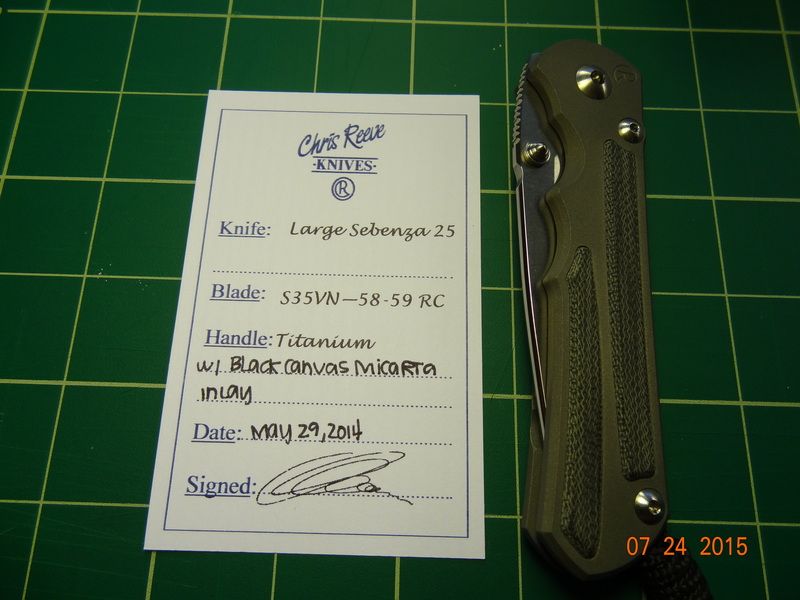 Chris Reeve
·KNIVES·
®
Knife: Large Sebenza 25
Blade: S35VN—58-59 RC
Handle: Titanium
w/ Black canvas MicaRTa
inlay
Date: MAY 29, 2014
Signed:
07 24 2015